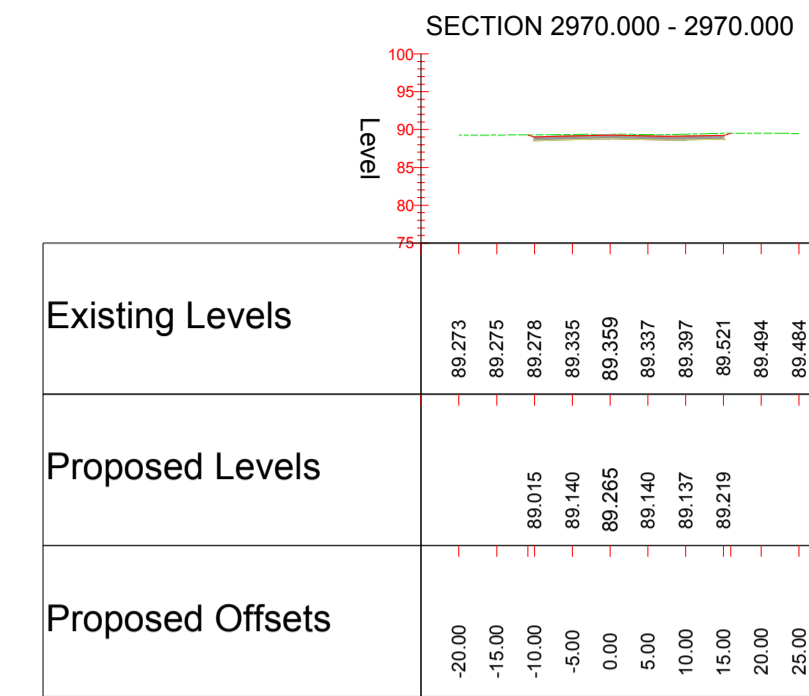 SECTION 2970.000 - 2970.000
100
95
90
85
80
75
Level
Existing Levels
89.273 89.275 89.278 89.335 89.359 89.337 89.397 89.521 89.494 89.484
Proposed Levels
89.015 89.140 89.265 89.140 89.137 89.219
Proposed Offsets
-20.00 -15.00 -10.00 -5.00 0.00 5.00 10.00 15.00 20.00 25.00